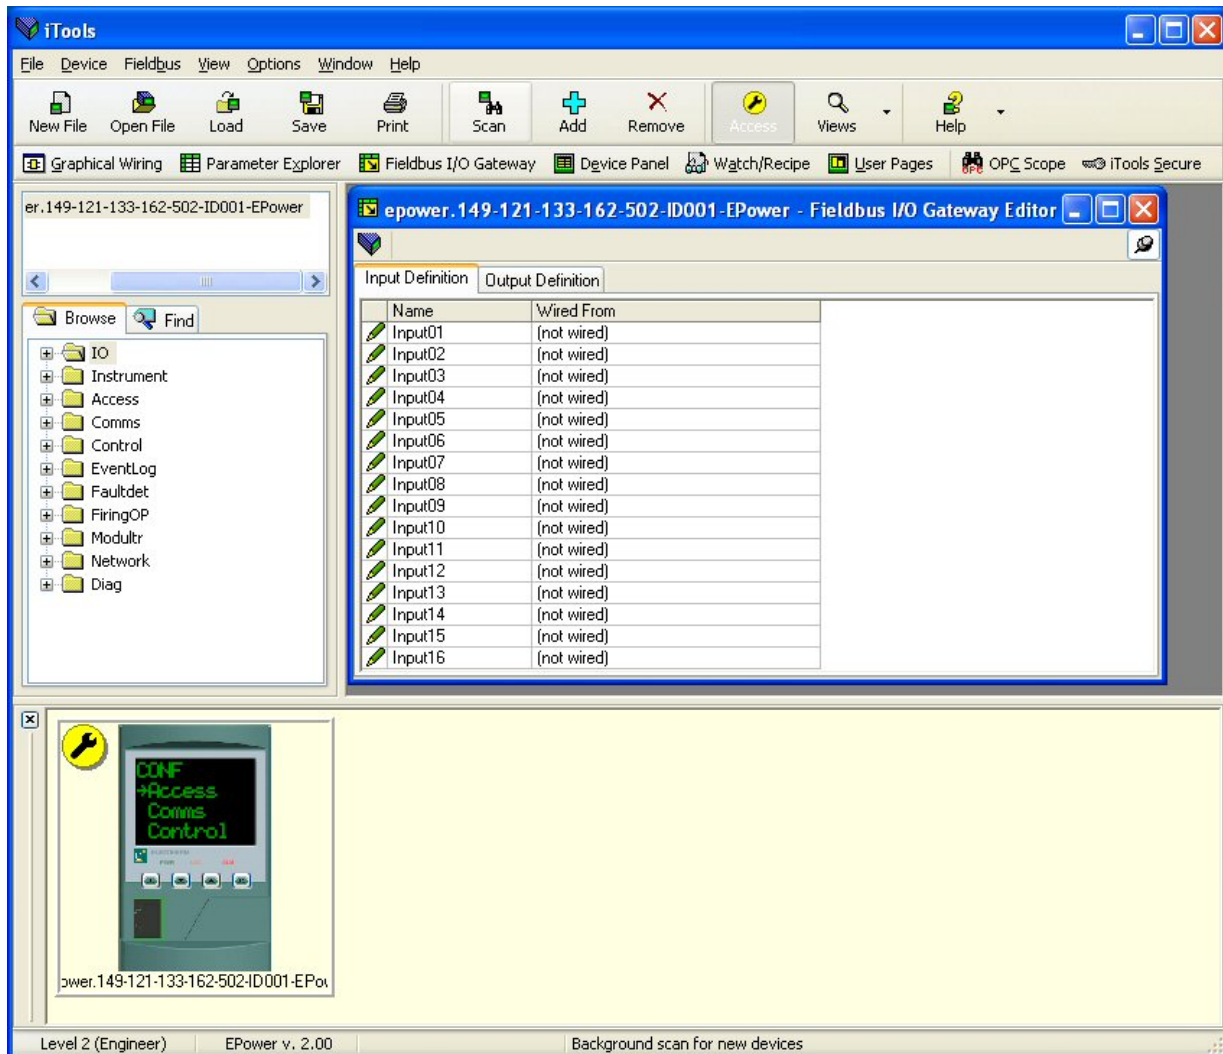 iTools
File Device Fieldbus View Options Window Help
New File Open File Load Save Print Scan Add Remove Access Views Help
Graphical Wiring Parameter Explorer Fieldbus I/O Gateway Device Panel Watch/Recipe User Pages OPC Scope iTools Secure
er.149-121-133-162-502-ID001-EPower
Browse Find
IO
Instrument
Access
Comms
Control
EventLog
Faultdet
FiringOP
Modultr
Network
Diag
epower.149-121-133-162-502-ID001-EPower - Fieldbus I/O Gateway Editor
Input Definition Output Definition
Name Wired From
Input01 (not wired)
Input02 (not wired)
Input03 (not wired)
Input04 (not wired)
Input05 (not wired)
Input06 (not wired)
Input07 (not wired)
Input08 (not wired)
Input09 (not wired)
Input10 (not wired)
Input11 (not wired)
Input12 (not wired)
Input13 (not wired)
Input14 (not wired)
Input15 (not wired)
Input16 (not wired)
CONF
→Access
Comms
Control
ower.149-121-133-162-502-ID001-EPow
Level 2 (Engineer) EPower v. 2.00 Background scan for new devices